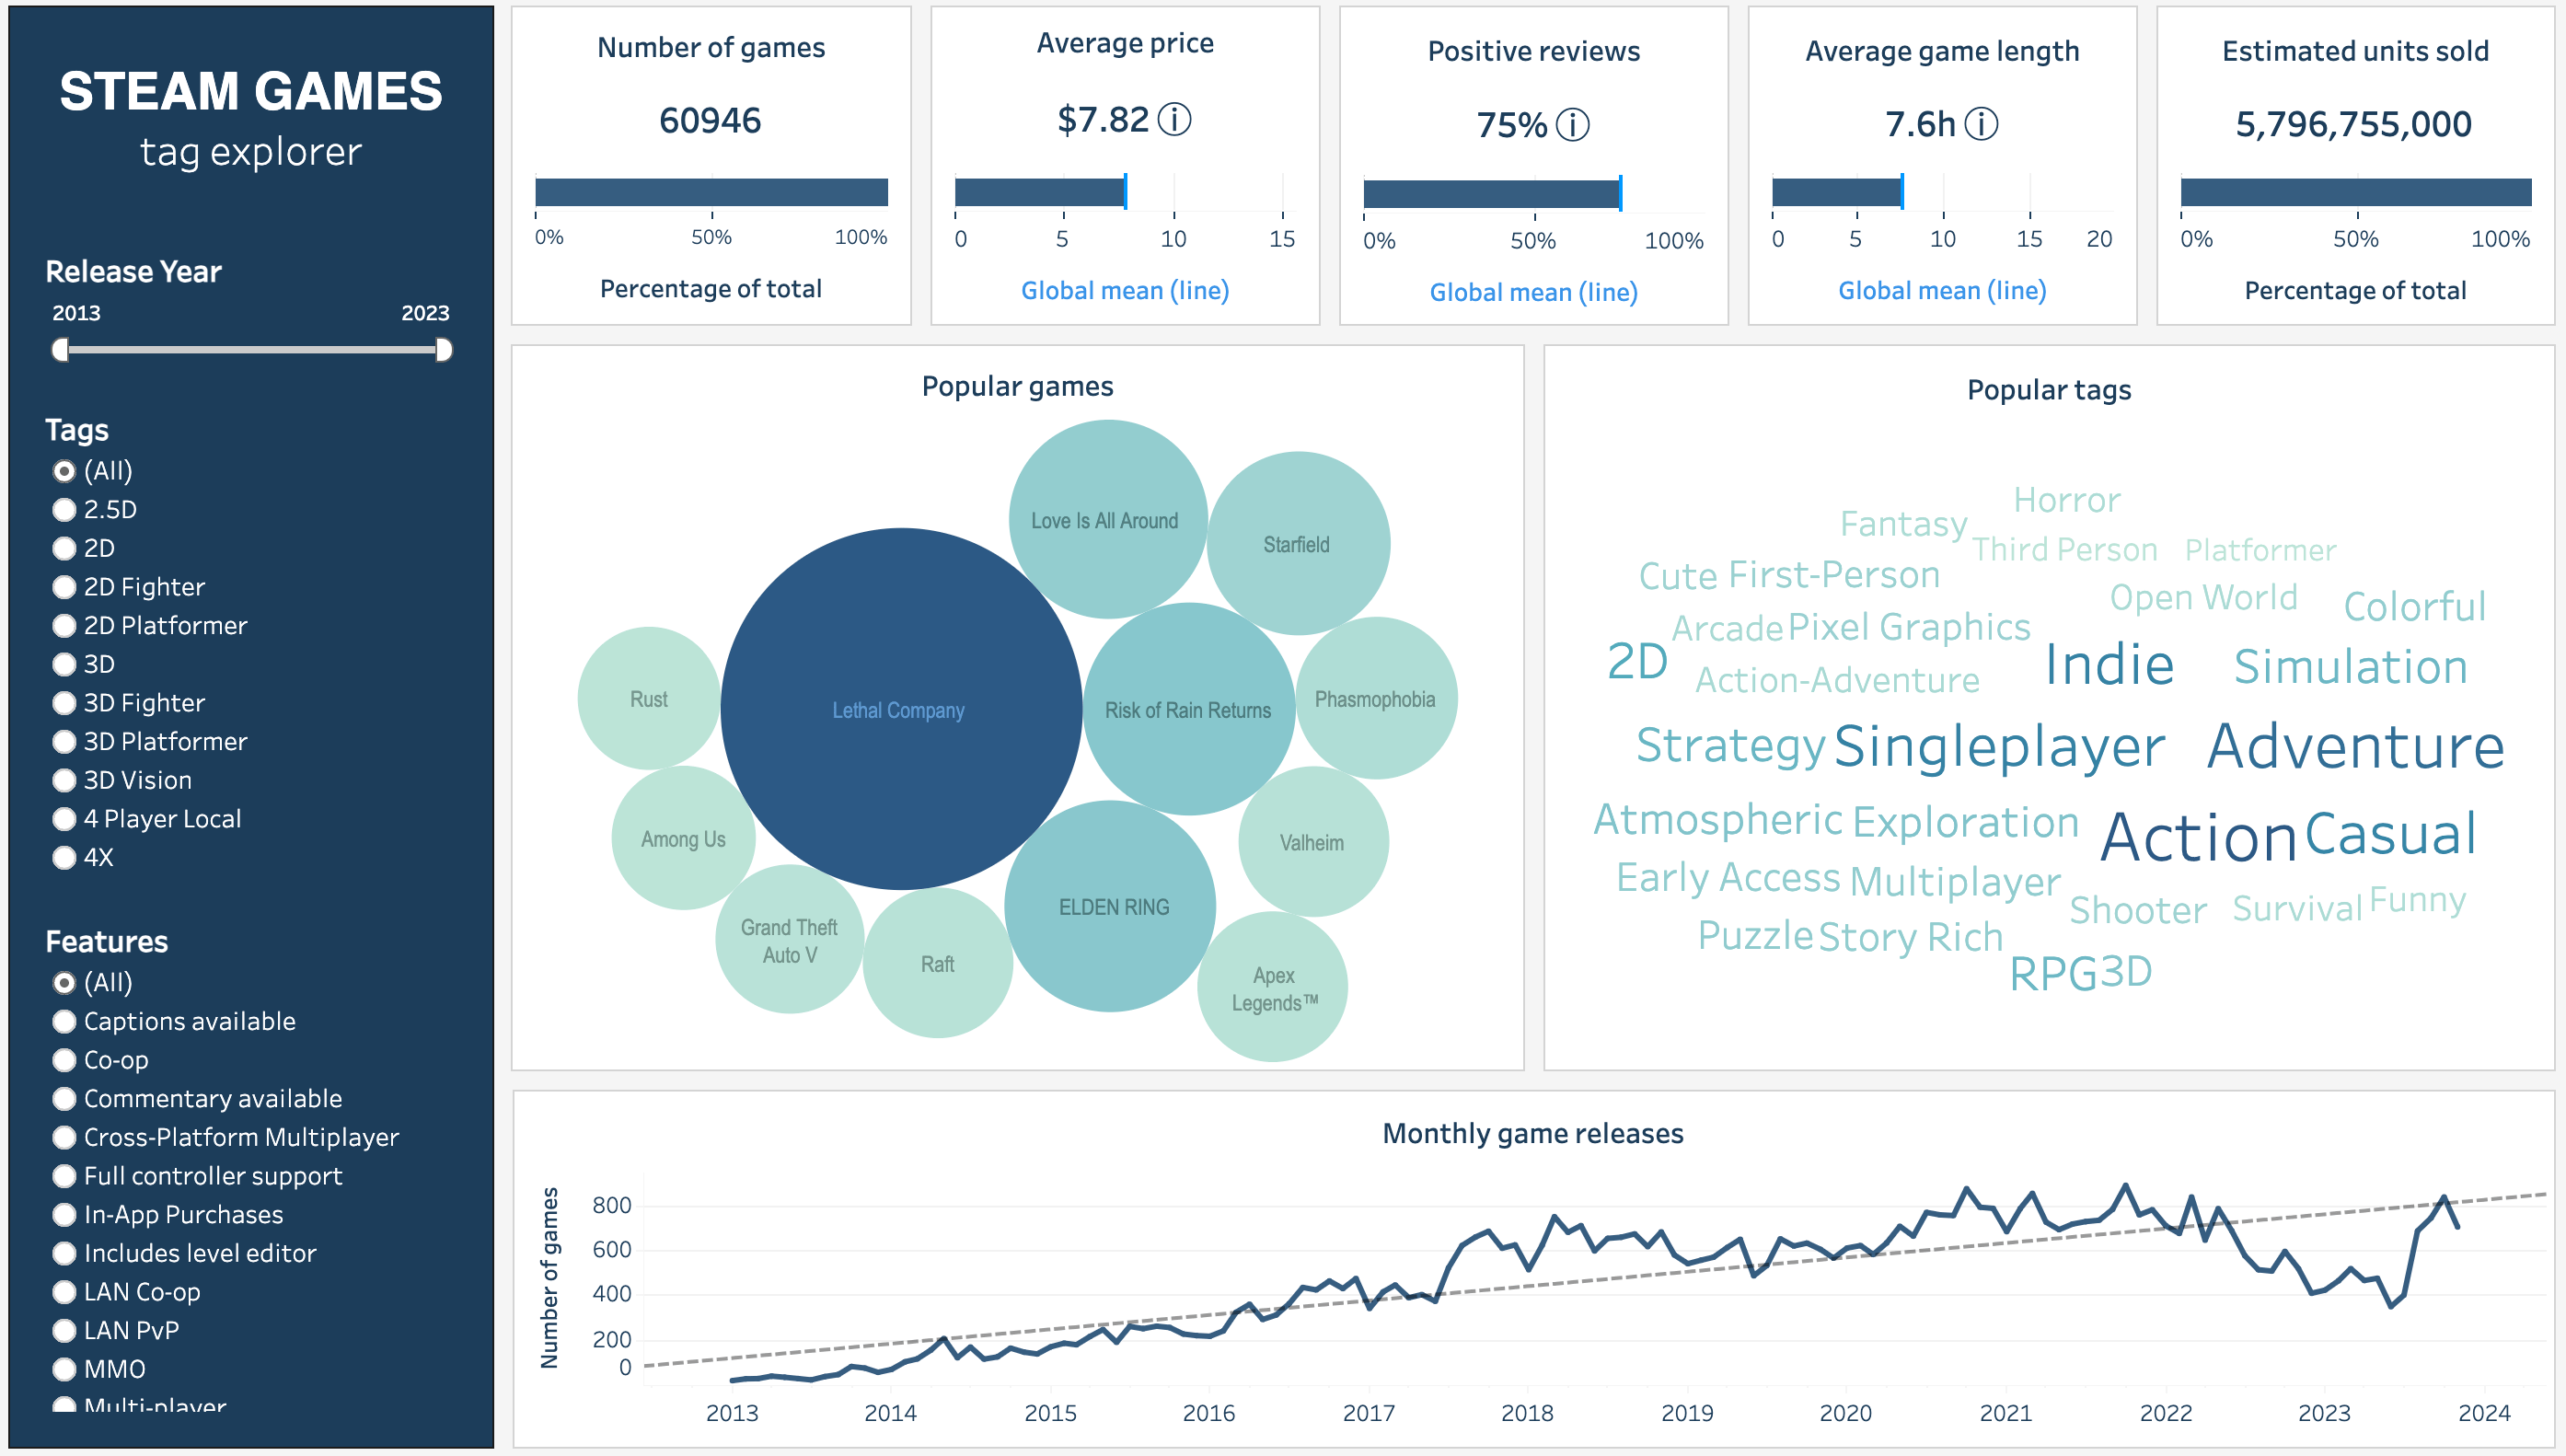 STEAM GAMES
tag explorer
Release Year
2013 2023
Tags
(All)
2.5D
2D
2D Fighter
2D Platformer
3D
3D Fighter
3D Platformer
3D Vision
4 Player Local
4X
Features
(All)
Captions available
Co-op
Commentary available
Cross-Platform Multiplayer
Full controller support
In-App Purchases
Includes level editor
LAN Co-op
LAN PvP
MMO
Multi-player
Number of games
60946
0% 50% 100%
Percentage of total
Average price
$7.82 ⓘ
0 5 10 15
Global mean (line)
Positive reviews
75% ⓘ
0% 50% 100%
Global mean (line)
Average game length
7.6h ⓘ
0 5 10 15 20
Global mean (line)
Estimated units sold
5,796,755,000
0% 50% 100%
Percentage of total
Popular games
Love Is All Around
Starfield
Rust
Lethal Company
Risk of Rain Returns
Phasmophobia
Among Us
Valheim
ELDEN RING
Grand Theft
Auto V
Raft
Apex
Legends™
Popular tags
Horror
Fantasy
Third Person Platformer
Cute First-Person
Open World Colorful
Arcade Pixel Graphics
2D Indie Simulation
Action-Adventure
Strategy Singleplayer Adventure
Atmospheric Exploration
Action Casual
Early Access Multiplayer
Shooter Survival Funny
Puzzle Story Rich
RPG 3D
Monthly game releases
Number of games
800
600
400
200
0
2013 2014 2015 2016 2017 2018 2019 2020 2021 2022 2023 2024